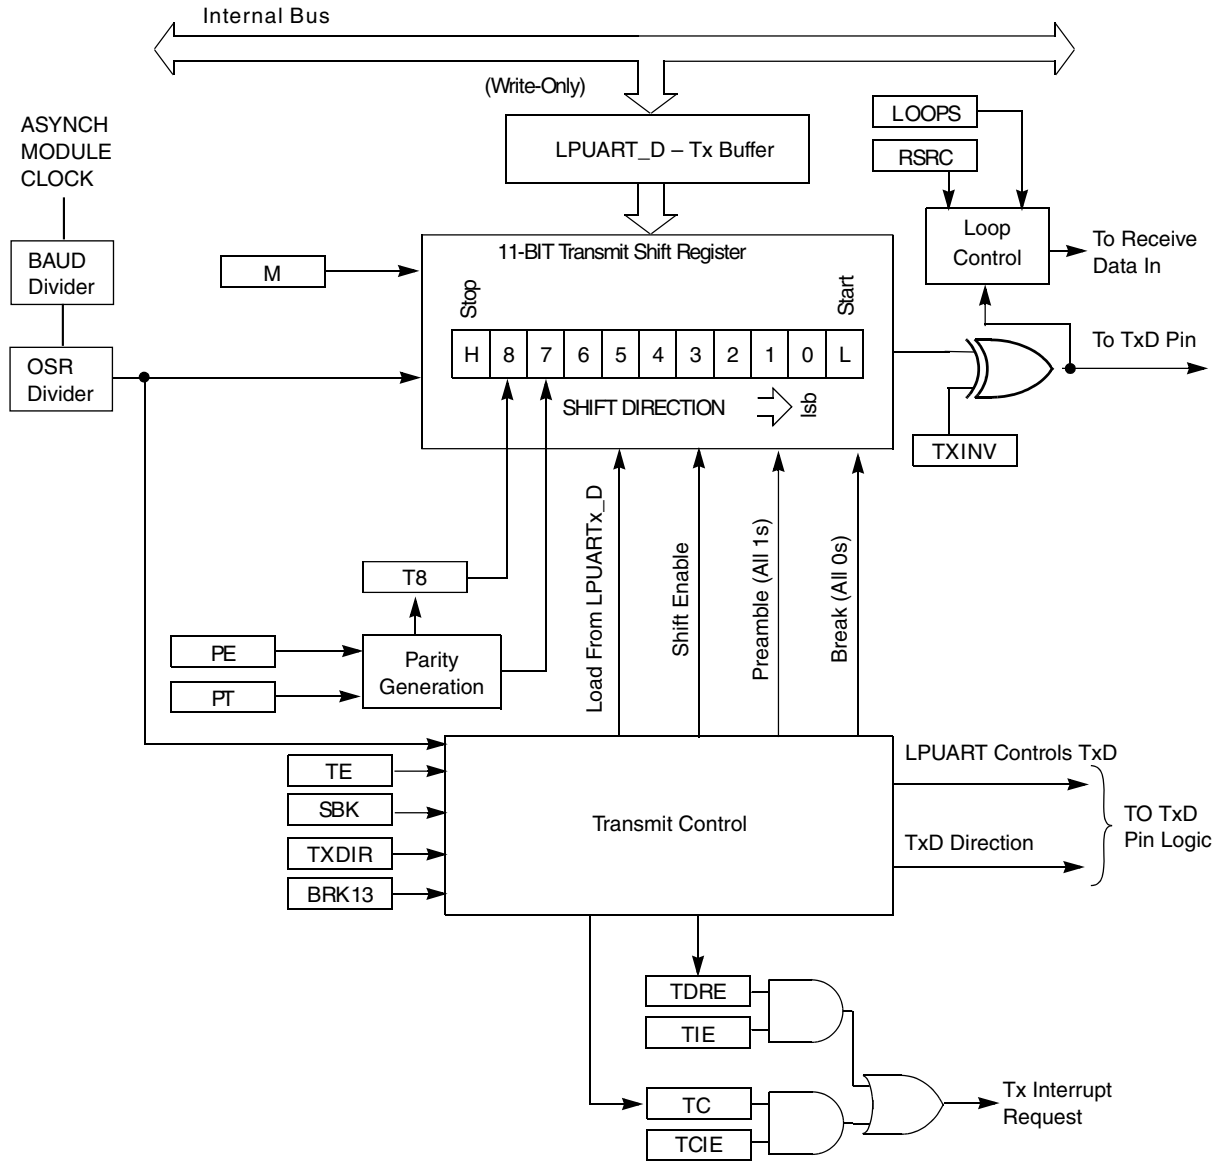 Internal Bus
(Write-Only)
LPUART_D – Tx Buffer
ASYNCH
MODULE
CLOCK
BAUD
Divider
OSR
Divider
M
11-BIT Transmit Shift Register
Stop
Start
H 8 7 6 5 4 3 2 1 0 L
SHIFT DIRECTION
lsb
LOOPS
RSRC
Loop
Control
To Receive
Data In
To TxD Pin
TXINV
T8
PE
PT
Parity
Generation
Load From LPUARTx_D
Shift Enable
Preamble (All 1s)
Break (All 0s)
TE
SBK
TXDIR
BRK13
Transmit Control
LPUART Controls TxD
TxD Direction
TO TxD
Pin Logic
TDRE
TIE
TC
TCIE
Tx Interrupt
Request